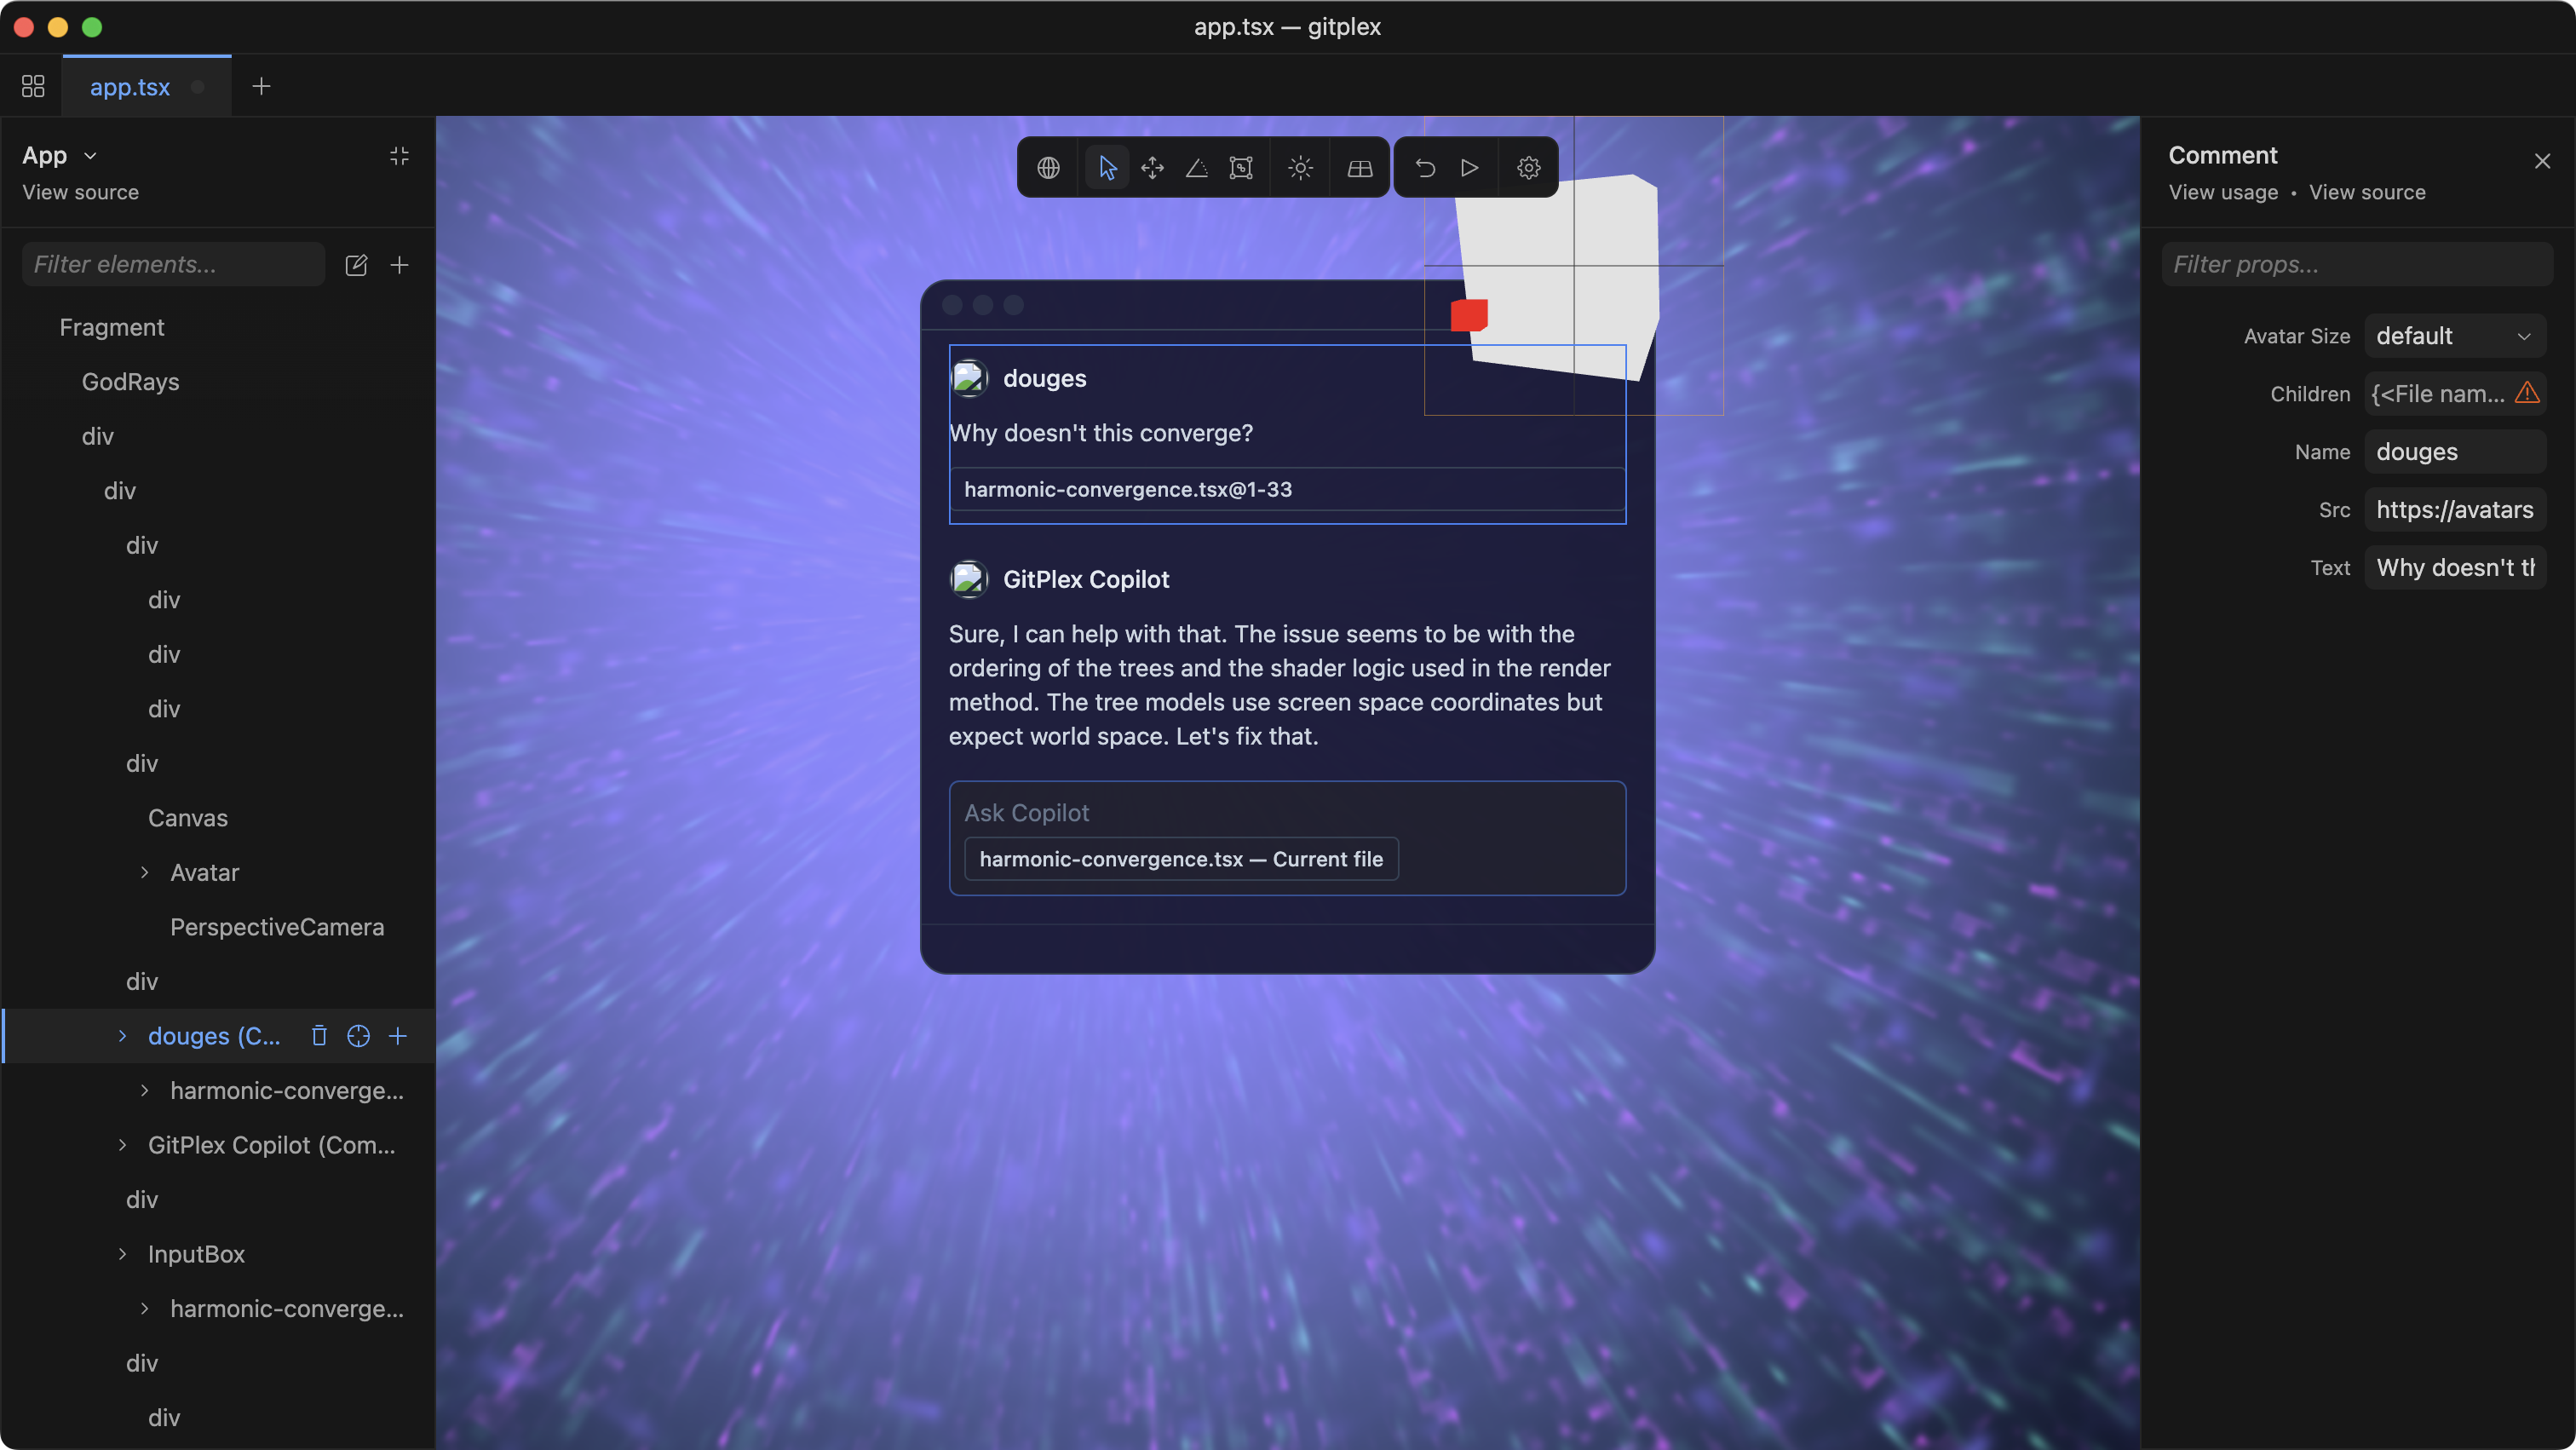 app.tsx — gitplex
app.tsx
App
View source
Filter elements...
Fragment
GodRays
div
div
div
div
div
div
div
Canvas
Avatar
PerspectiveCamera
div
douges (C...
harmonic-converge...
GitPlex Copilot (Com...
div
InputBox
harmonic-converge...
div
div
douges
Why doesn't this converge?
harmonic-convergence.tsx@1-33
GitPlex Copilot
Sure, I can help with that. The issue seems to be with the
ordering of the trees and the shader logic used in the render
method. The tree models use screen space coordinates but
expect world space. Let's fix that.
Ask Copilot
harmonic-convergence.tsx — Current file
Comment
View usage • View source
Filter props...
Avatar Size default
Children {<File nam...
Name douges
Src https://avatars
Text Why doesn't th